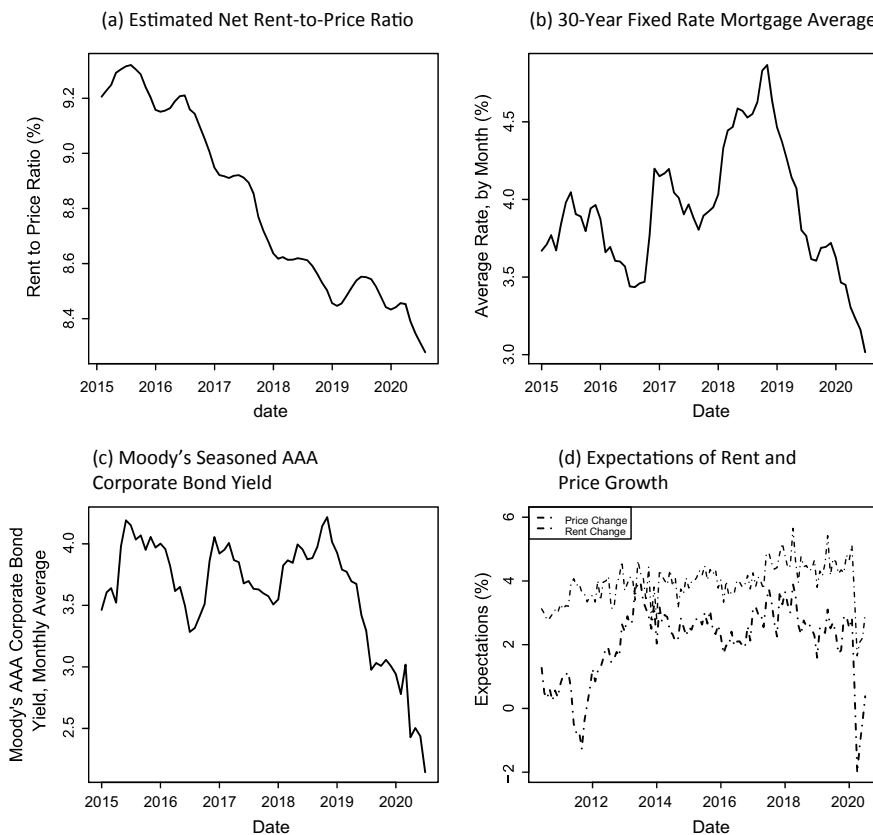 (a) Estimated Net Rent-to-Price Ratio
Rent to Price Ratio (%)
9.2
9.0
8.8
8.6
8.4
2015 2016 2017 2018 2019 2020
date
(b) 30-Year Fixed Rate Mortgage Average
Average Rate, by Month (%)
4.5
4.0
3.5
3.0
2015 2016 2017 2018 2019 2020
Date
(c) Moody’s Seasoned AAA
Corporate Bond Yield
Moody's AAA Corporate Bond
Yield, Monthly Average
4.0
3.5
3.0
2.5
2015 2016 2017 2018 2019 2020
Date
(d) Expectations of Rent and
Price Growth
Price Change
Rent Change
Expectations (%)
6
4
2
0
−2
2012 2014 2016 2018 2020
Date